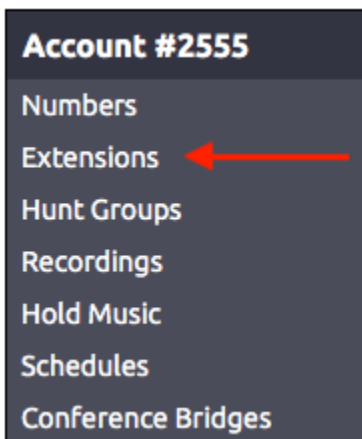 Account #2555
Numbers
Extensions
Hunt Groups
Recordings
Hold Music
Schedules
Conference Bridges